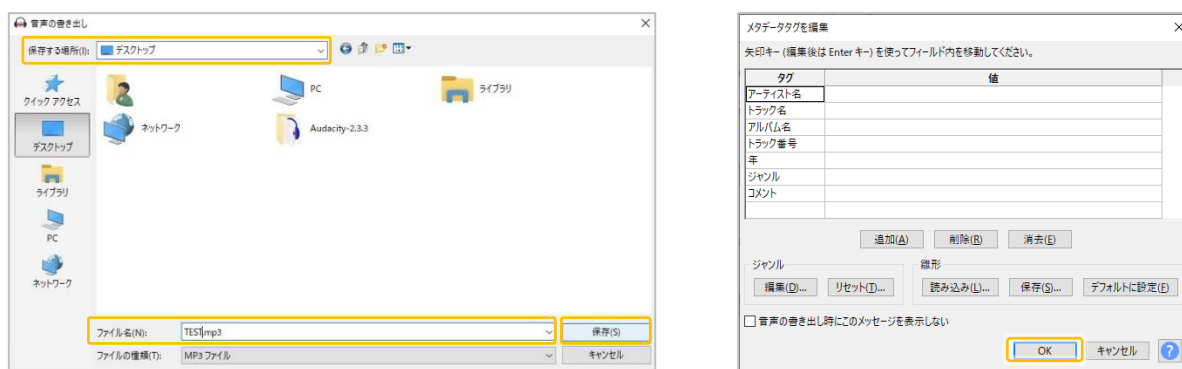 音声の書き出し
保存する場所(I):
デスクトップ
クイック アクセス
デスクトップ
ライブラリ
PC
ネットワーク
PC
ライブラリ
ネットワーク
Audacity-2.3.3
ファイル名(N):
TEST.mp3
保存(S)
ファイルの種類(T):
MP3 ファイル
キャンセル
メタデータタグを編集
矢印キー (編集後は Enter キー) を使ってフィールド内を移動してください。
タグ 値
アーティスト名
トラック名
アルバム名
トラック番号
年
ジャンル
コメント
追加(A) 削除(R) 消去(E)
ジャンル
編集(D)... リセット(T)...
雛形
読み込み(L)... 保存(S)... デフォルトに設定(F)
音声の書き出し時にこのメッセージを表示しない
OK キャンセル ?